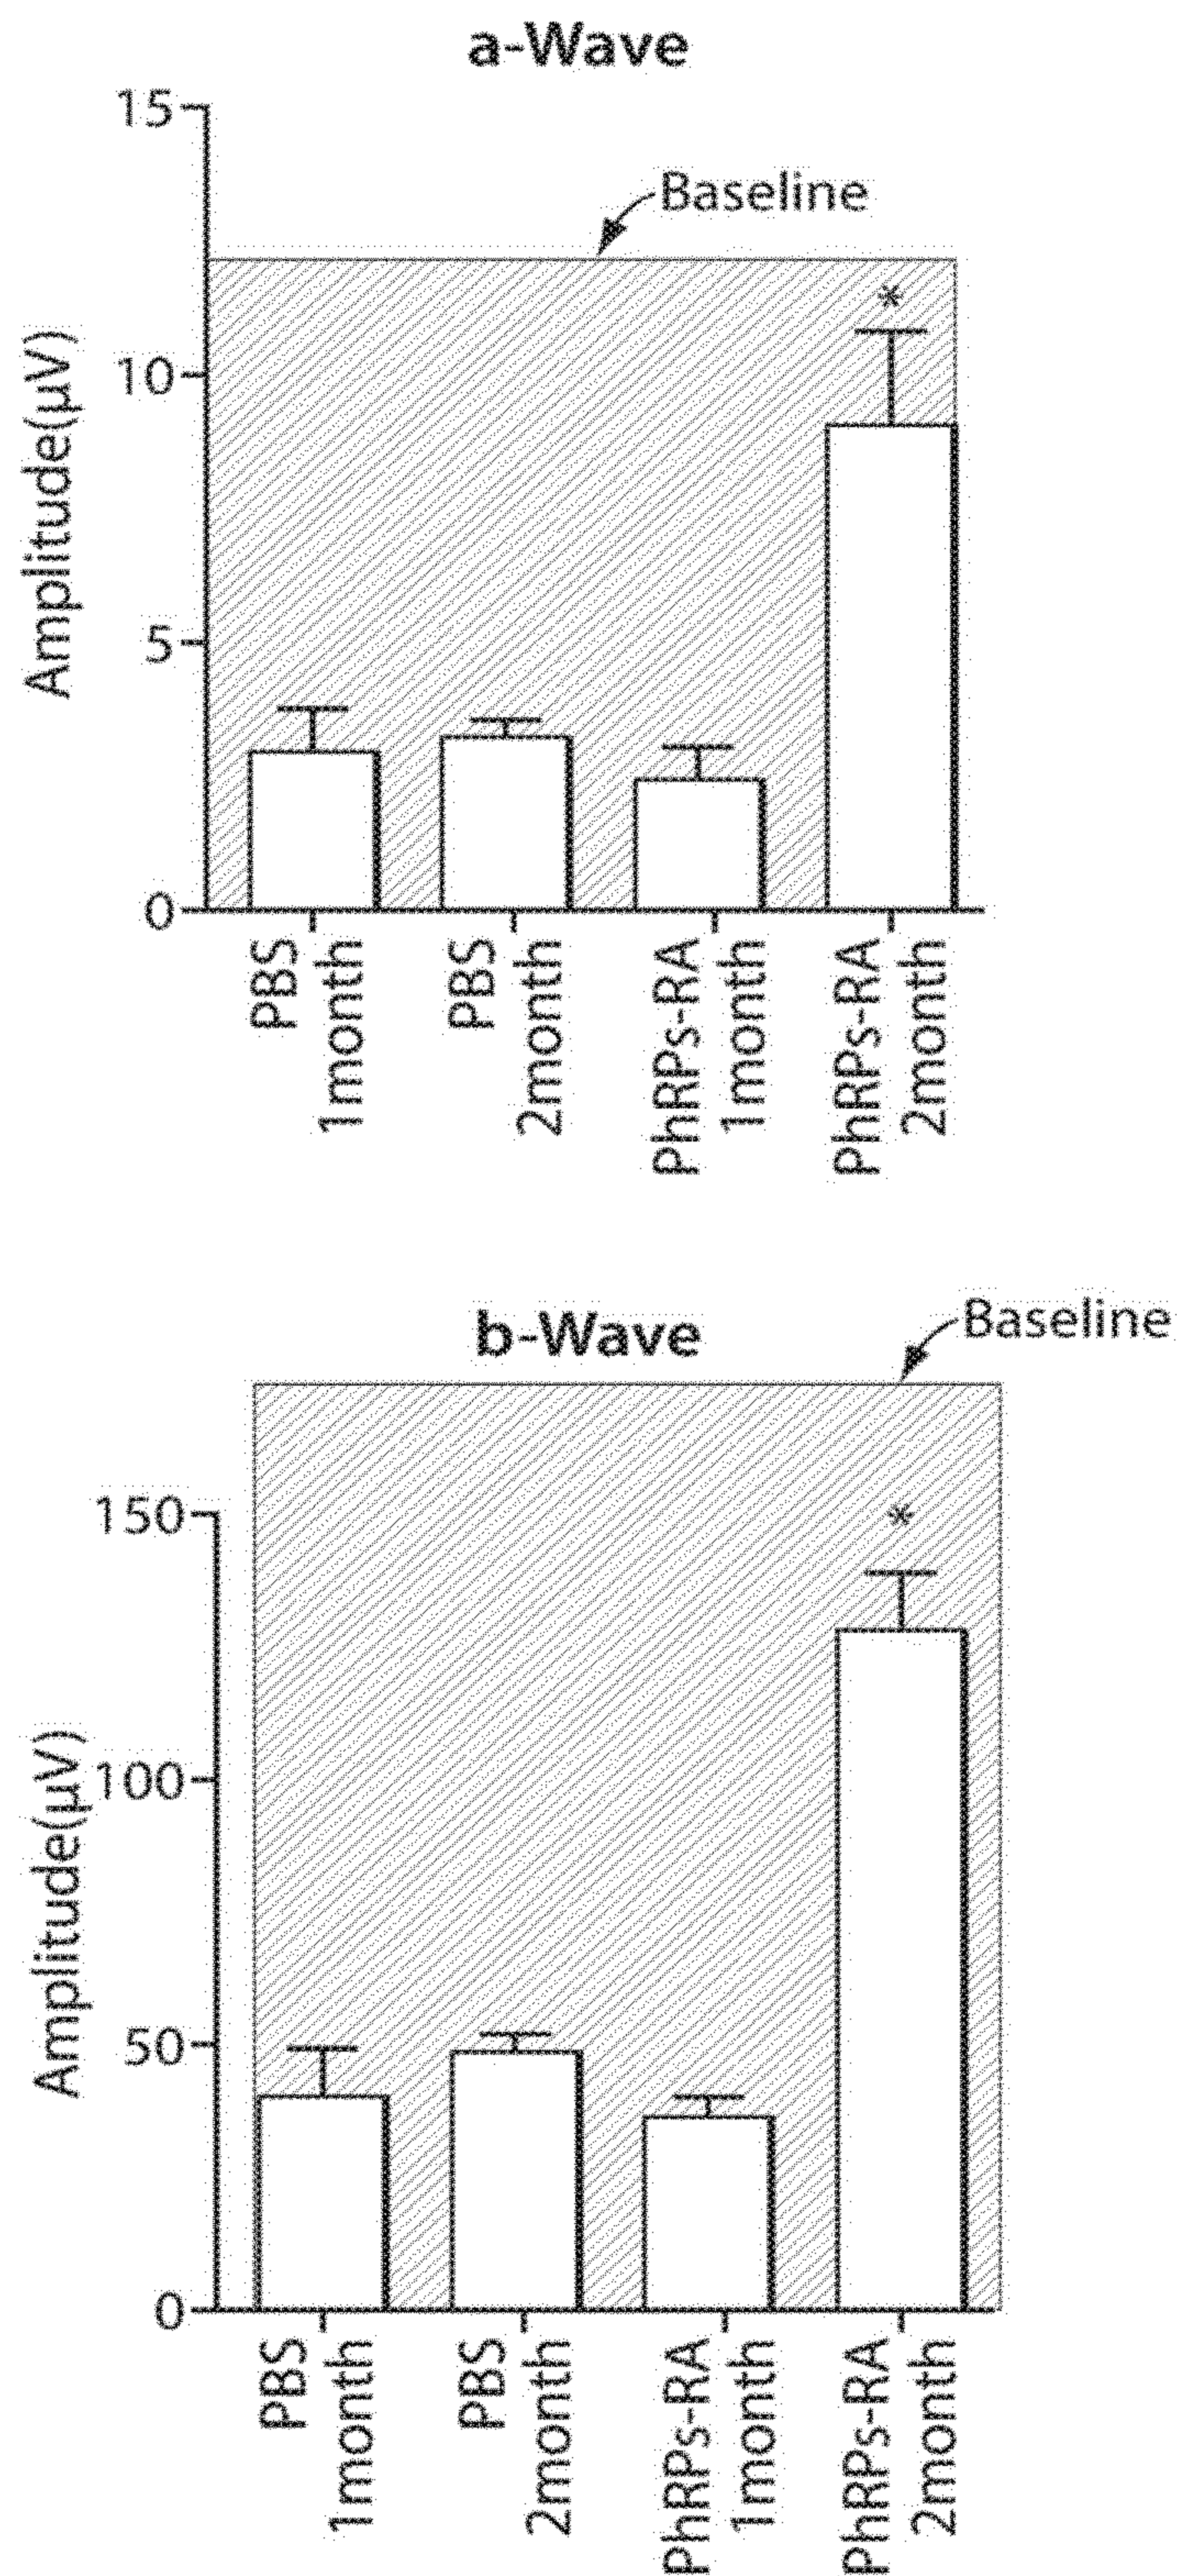 a-Wave
15
Baseline
*
10
Amplitude(µV)
5
0
PBS
1month
PBS
2month
PhRPs-RA
1month
PhRPs-RA
2month
b-Wave
Baseline
150
*
100
Amplitude(µV)
50
0
PBS
1month
PBS
2month
PhRPs-RA
1month
PhRPs-RA
2month